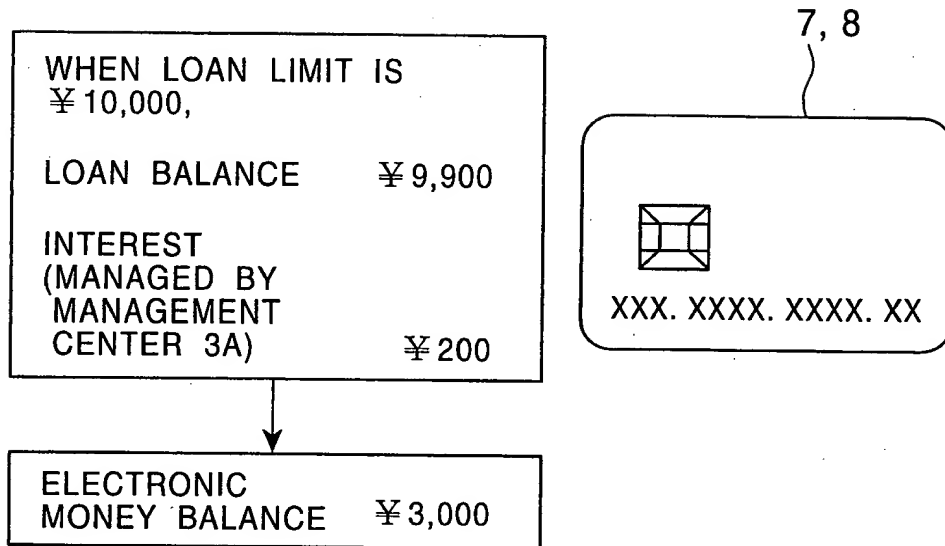 7, 8
WHEN LOAN LIMIT IS
¥10,000,
LOAN BALANCE ¥9,900
INTEREST
(MANAGED BY
MANAGEMENT
CENTER 3A) ¥200
XXX. XXXX. XXXX. XX
ELECTRONIC
MONEY BALANCE ¥3,000